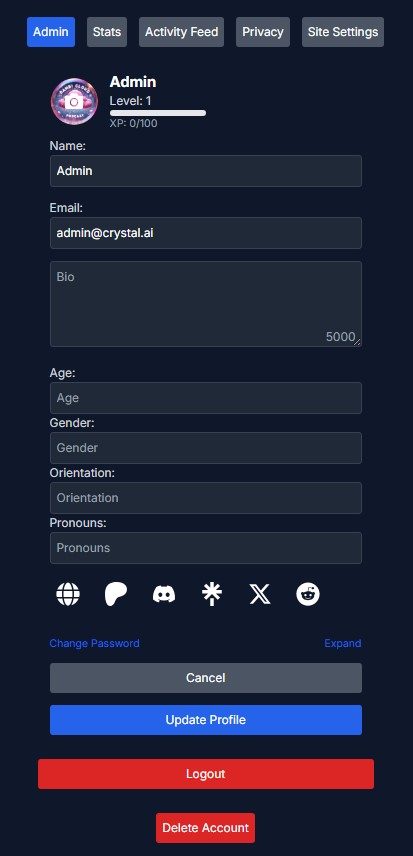 Admin Stats Activity Feed Privacy Site Settings
Admin
Level: 1
XP: 0/100
Name:
Admin
Email:
admin@crystal.ai
Bio
5000
Age:
Age
Gender:
Gender
Orientation:
Orientation
Pronouns:
Pronouns
Change Password Expand
Cancel
Update Profile
Logout
Delete Account